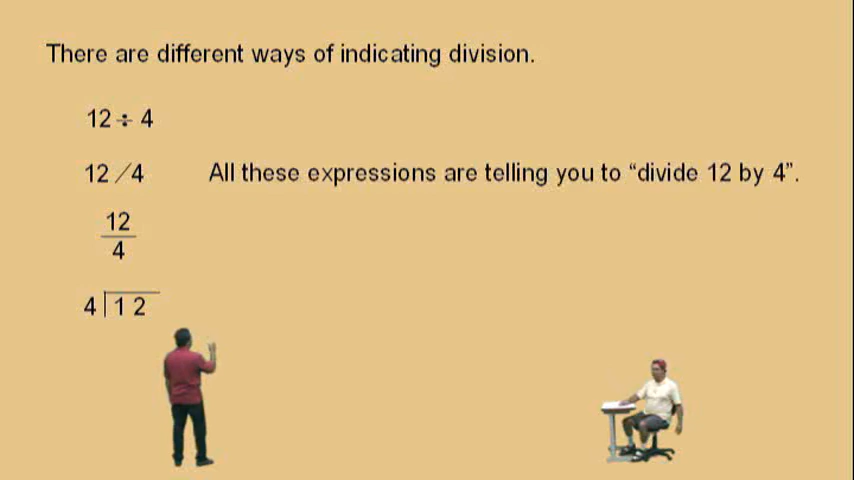 There are different ways of indicating division.
12 ÷ 4
12 / 4 All these expressions are telling you to “divide 12 by 4”.
12
4
4 12